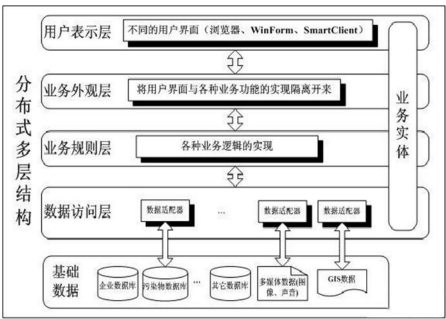 分布式多层结构
用户表示层
不同的用户界面（浏览器、WinForm、SmartClient）
业务外观层
将用户界面与各种业务功能的实现隔离开来
业务规则层
各种业务逻辑的实现
数据访问层
数据适配器
...
数据适配器
数据适配器
业务实体
基础
数据
企业数据库
污染物数据库
...
其它数据库
多媒体数据(图
像、声音)
GIS数据